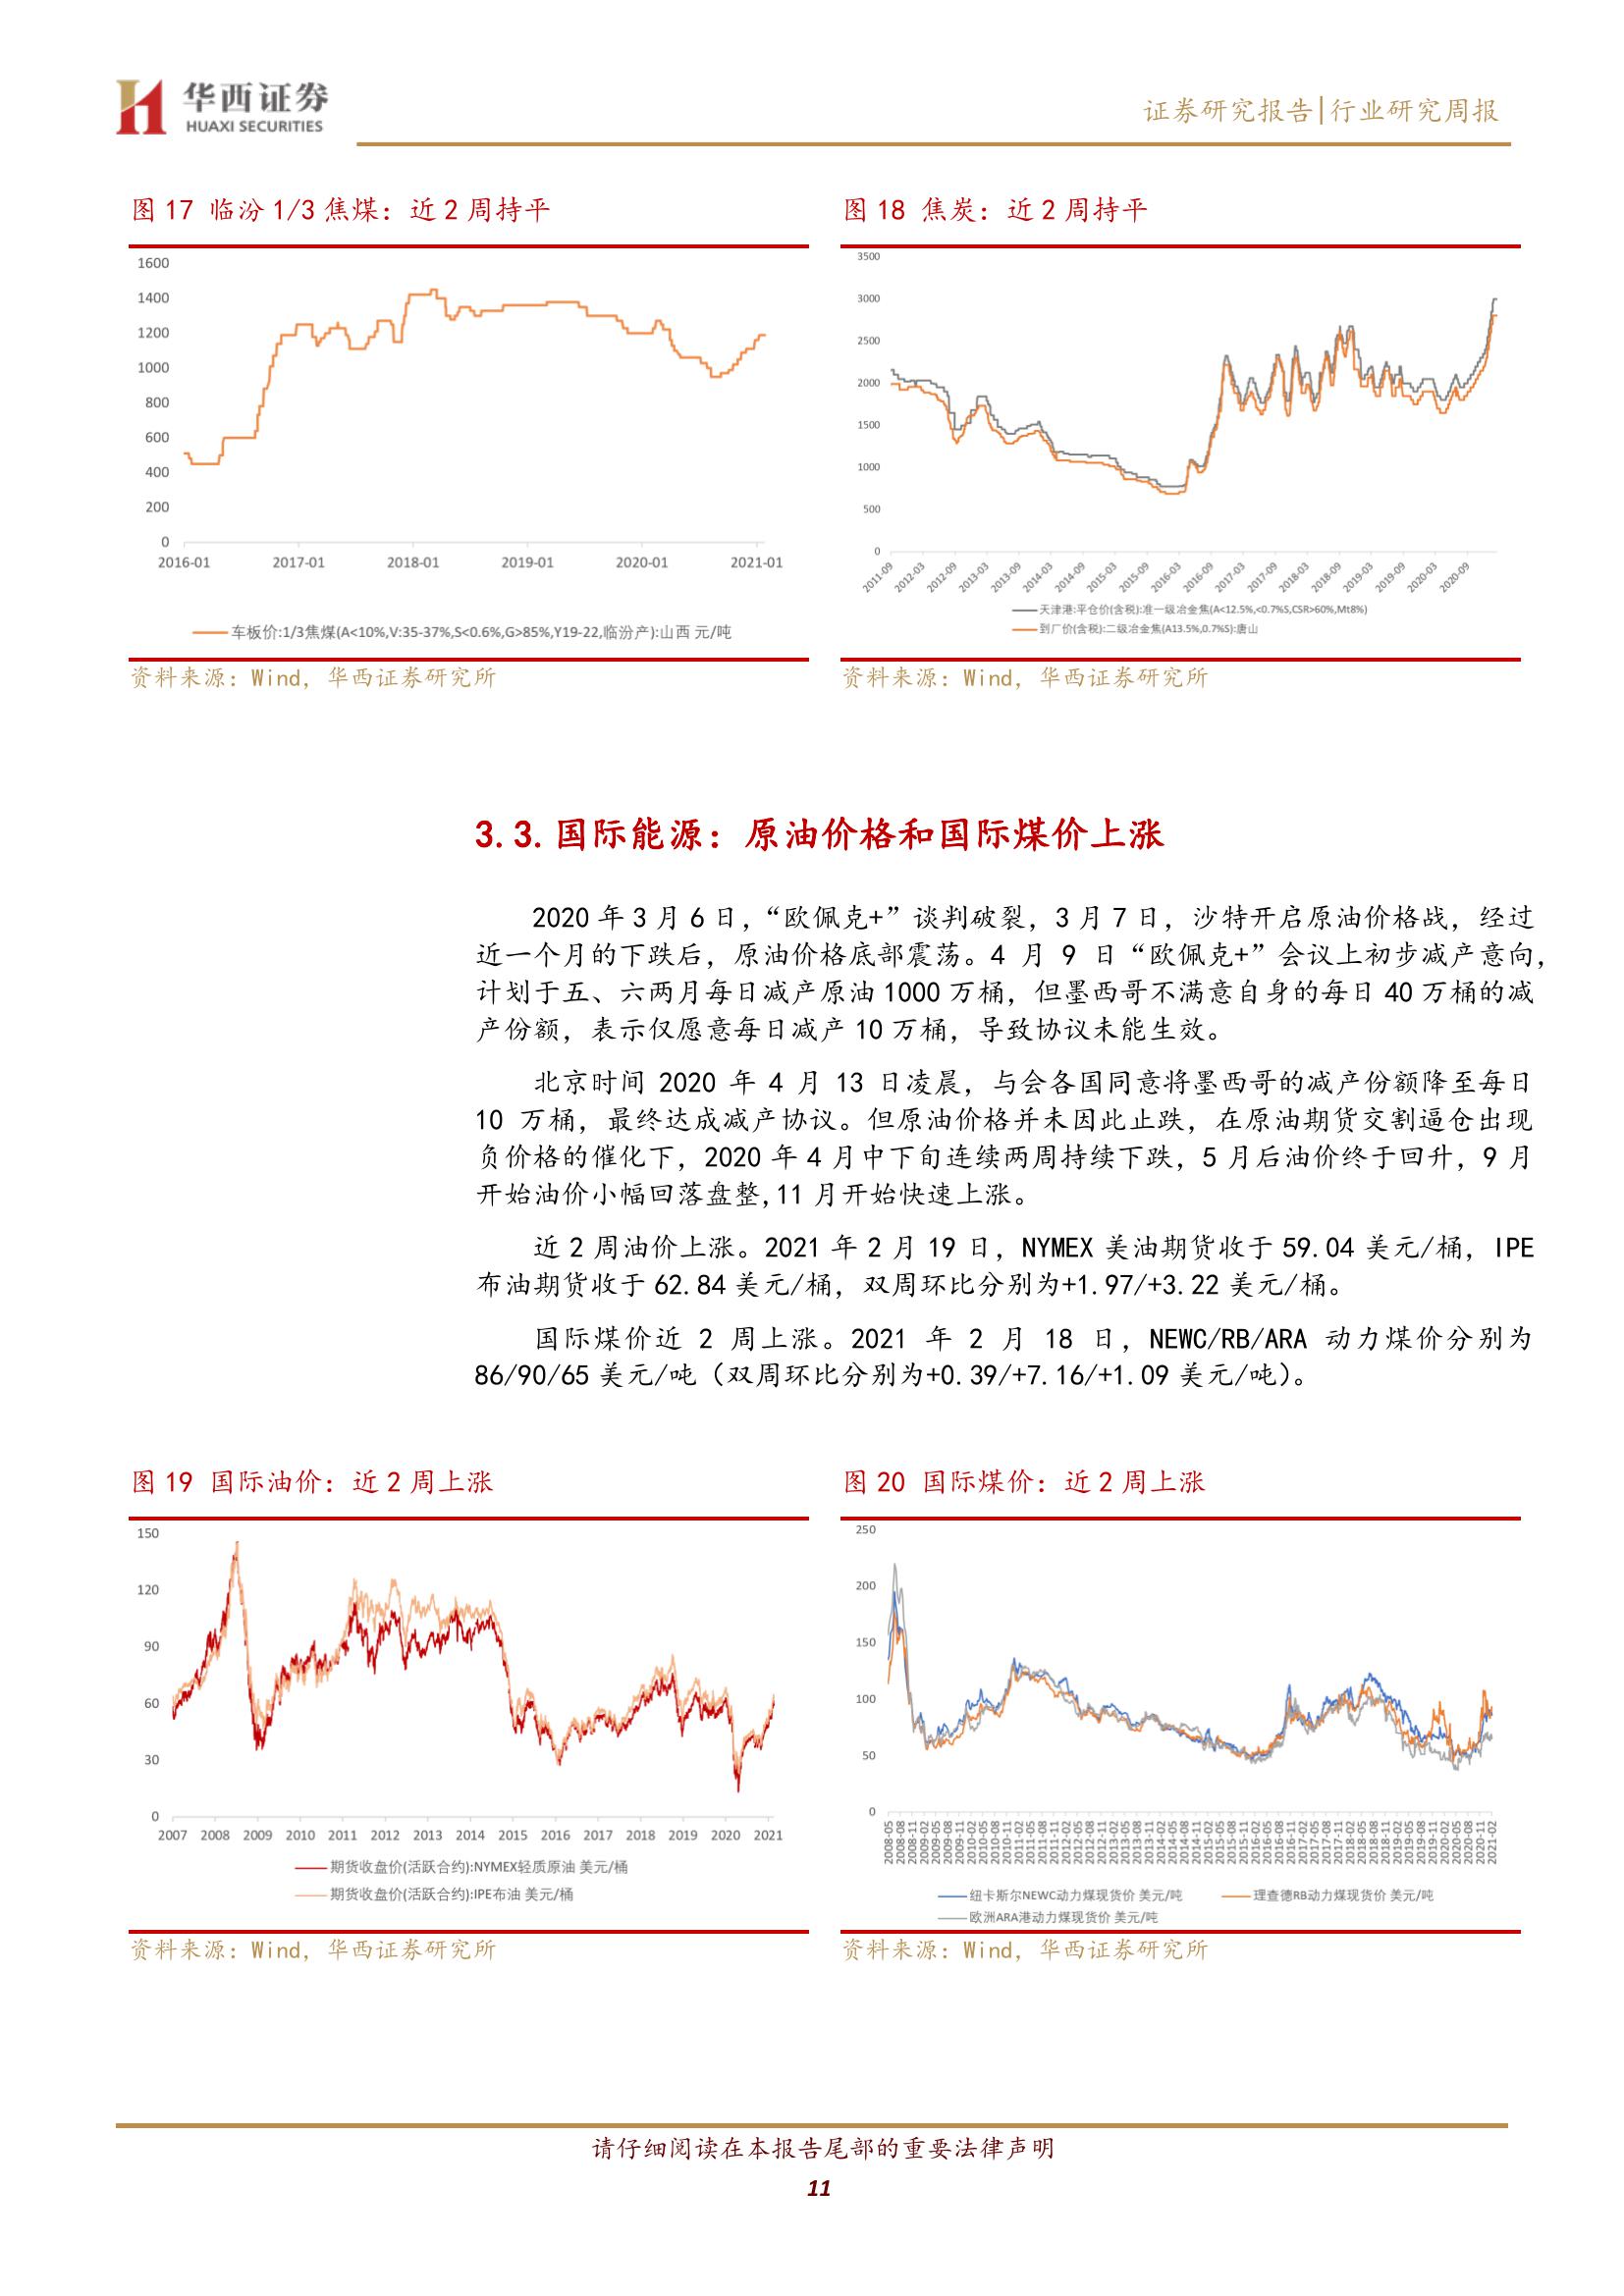 华西证券
HUAXI SECURITIES
证券研究报告|行业研究周报
图 17 临汾 1/3 焦煤：近 2 周持平
1600
1400
1200
1000
800
600
400
200
0
2016-01 2017-01 2018-01 2019-01 2020-01 2021-01
车板价:1/3焦煤(A<10%,V:35-37%,S<0.6%,G>85%,Y19-22,临汾产):山西 元/吨
资料来源：Wind，华西证券研究所
图 18 焦炭：近 2 周持平
3500
3000
2500
2000
1500
1000
500
0
2011-09 2012-03 2012-09 2013-03 2013-09 2014-03 2014-09 2015-03 2015-09 2016-03 2016-09 2017-03 2017-09 2018-03 2018-09 2019-03 2019-09 2020-03 2020-09
天津港:平仓价(含税):准一级冶金焦(A<12.5%,<0.7%S,CSR>60%,Mt8%)
到厂价(含税):二级冶金焦(A13.5%,0.7%S):唐山
资料来源：Wind，华西证券研究所
3.3.国际能源：原油价格和国际煤价上涨
2020 年 3 月 6 日，“欧佩克+”谈判破裂，3 月 7 日，沙特开启原油价格战，经过
近一个月的下跌后，原油价格底部震荡。4 月 9 日“欧佩克+”会议上初步减产意向，
计划于五、六两月每日减产原油 1000 万桶，但墨西哥不满意自身的每日 40 万桶的减
产份额，表示仅愿意每日减产 10 万桶，导致协议未能生效。
北京时间 2020 年 4 月 13 日凌晨，与会各国同意将墨西哥的减产份额降至每日
10 万桶，最终达成减产协议。但原油价格并未因此止跌，在原油期货交割逼仓出现
负价格的催化下，2020 年 4 月中下旬连续两周持续下跌，5 月后油价终于回升，9 月
开始油价小幅回落盘整,11 月开始快速上涨。
近 2 周油价上涨。2021 年 2 月 19 日，NYMEX 美油期货收于 59.04 美元/桶，IPE
布油期货收于 62.84 美元/桶，双周环比分别为+1.97/+3.22 美元/桶。
国际煤价近 2 周上涨。2021 年 2 月 18 日，NEWC/RB/ARA 动力煤价分别为
86/90/65 美元/吨（双周环比分别为+0.39/+7.16/+1.09 美元/吨）。
图 19 国际油价：近 2 周上涨
150
120
90
60
30
0
2007 2008 2009 2010 2011 2012 2013 2014 2015 2016 2017 2018 2019 2020 2021
期货收盘价(活跃合约):NYMEX轻质原油 美元/桶
期货收盘价(活跃合约):IPE布油 美元/桶
资料来源：Wind，华西证券研究所
图 20 国际煤价：近 2 周上涨
250
200
150
100
50
0
2008-05 2008-08 2008-11 2009-02 2009-05 2009-08 2009-11 2010-02 2010-05 2010-08 2010-11 2011-02 2011-05 2011-08 2011-11 2012-02 2012-05 2012-08 2012-11 2013-02 2013-05 2013-08 2013-11 2014-02 2014-05 2014-08 2014-11 2015-02 2015-05 2015-08 2015-11 2016-02 2016-05 2016-08 2016-11 2017-02 2017-05 2017-08 2017-11 2018-02 2018-05 2018-08 2018-11 2019-02 2019-05 2019-08 2019-11 2020-02 2020-05 2020-08 2020-11 2021-02
纽卡斯尔NEWC动力煤现货价 美元/吨 理查德RB动力煤现货价 美元/吨
欧洲ARA港动力煤现货价 美元/吨
资料来源：Wind，华西证券研究所
请仔细阅读在本报告尾部的重要法律声明
11